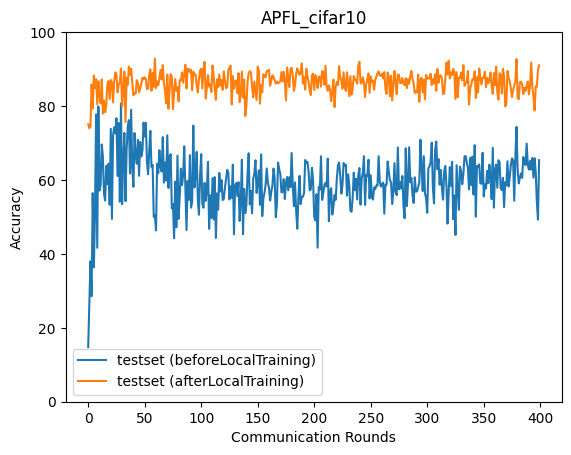 APFL_cifar10
Accuracy
100
80
60
40
20
0
testset (beforeLocalTraining)
testset (afterLocalTraining)
0 50 100 150 200 250 300 350 400
Communication Rounds